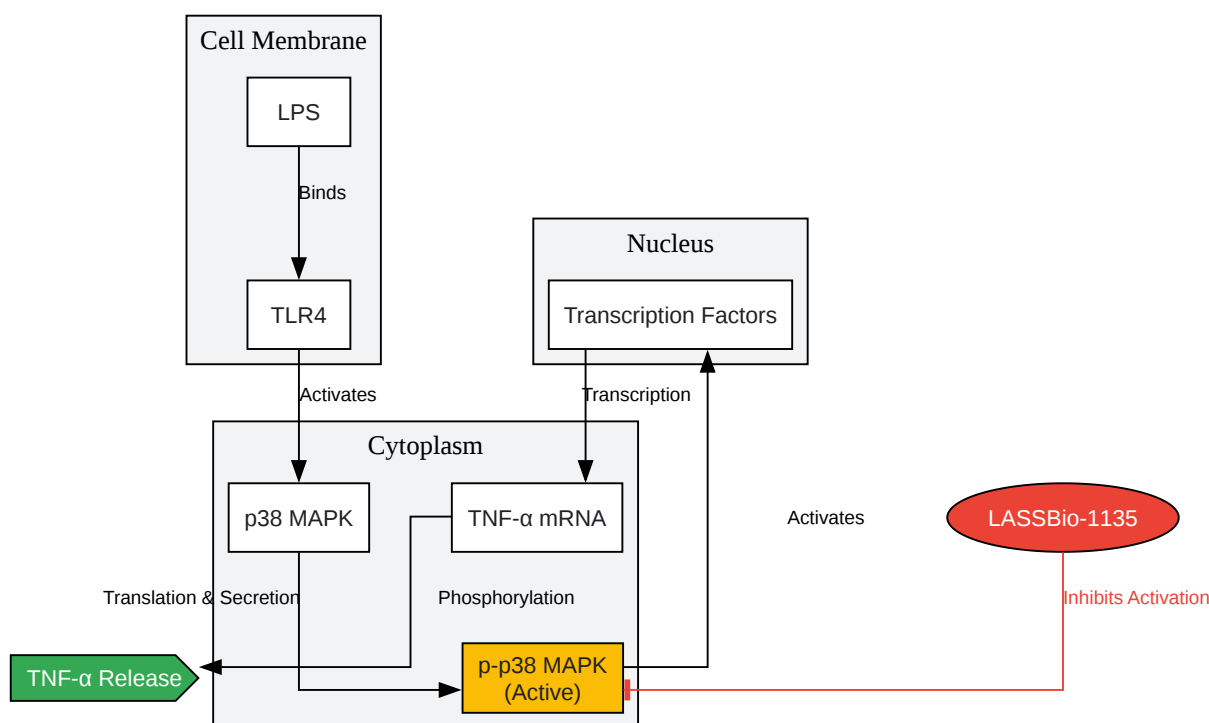 Cell Membrane
LPS
Binds
Nucleus
TLR4
Transcription Factors
Activates
Transcription
Cytoplasm
p38 MAPK
TNF-α mRNA
Activates
LASSBio-1135
Translation & Secretion
Phosphorylation
Inhibits Activation
TNF-α Release
p-p38 MAPK
(Active)